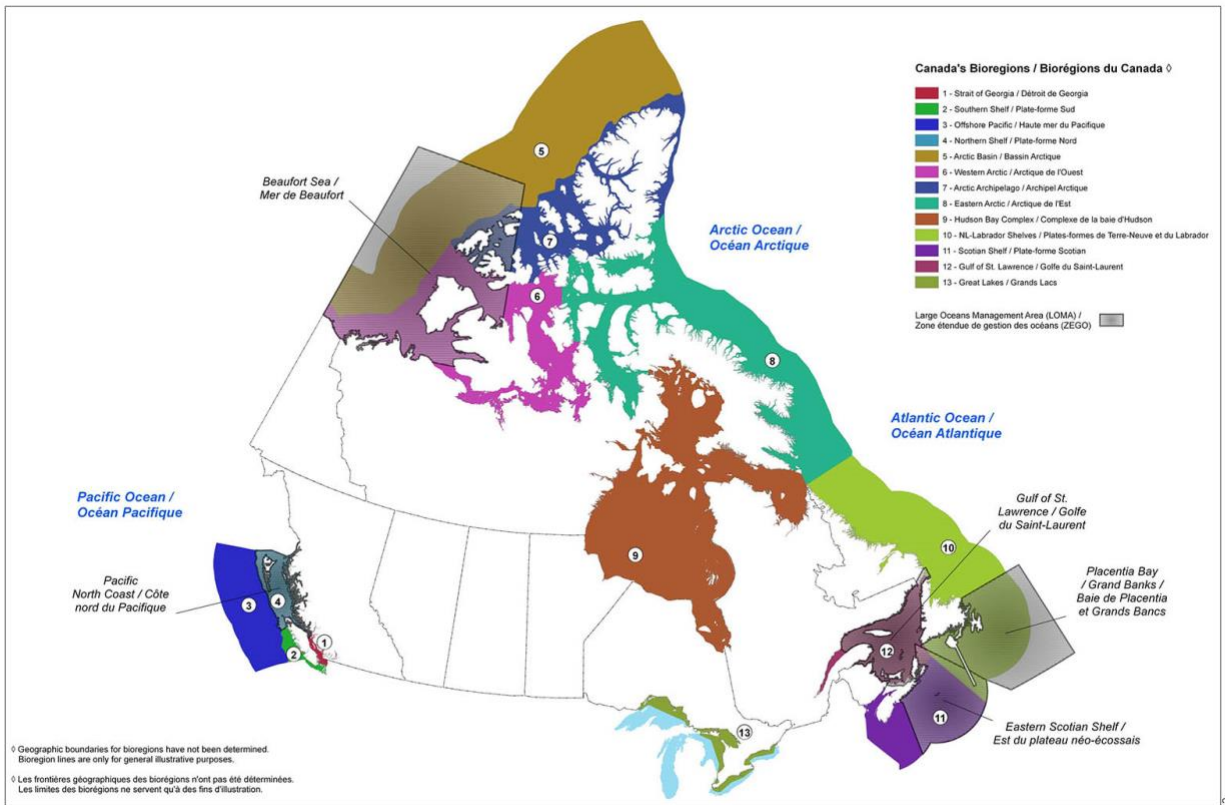 Canada's Bioregions / Biorégions du Canada ◊
1 - Strait of Georgia / Détroit de Georgia
2 - Southern Shelf / Plate-forme Sud
3 - Offshore Pacific / Haute mer du Pacifique
4 - Northern Shelf / Plate-forme Nord
5 - Arctic Basin / Bassin Arctique
6 - Western Arctic / Arctique de l'Ouest
7 - Arctic Archipelago / Archipel Arctique
8 - Eastern Arctic / Arctique de l'Est
9 - Hudson Bay Complex / Complexe de la baie d'Hudson
10 - NL-Labrador Shelves / Plates-formes de Terre-Neuve et du Labrador
11 - Scotian Shelf / Plate-forme Scotian
12 - Gulf of St. Lawrence / Golfe du Saint-Laurent
13 - Great Lakes / Grands Lacs
Large Oceans Management Area (LOMA) /
Zone étendue de gestion des océans (ZEGO)
5
Beaufort Sea /
Mer de Beaufort
Arctic Ocean /
Océan Arctique
7
6
8
Atlantic Ocean /
Océan Atlantique
Pacific Ocean /
Océan Pacifique
Gulf of St.
Lawrence / Golfe
du Saint-Laurent
9
10
Pacific
North Coast / Côte
nord du Pacifique
3
4
1
2
Placentia Bay
/ Grand Banks /
Baie de Placentia
et Grands Bancs
12
11
13
Eastern Scotian Shelf /
Est du plateau néo-écossais
◊ Geographic boundaries for bioregions have not been determined.
Bioregion lines are only for general illustrative purposes.
◊ Les frontières géographiques des biorégions n'ont pas été déterminées.
Les limites des biorégions ne servent qu'à des fins d'illustration.